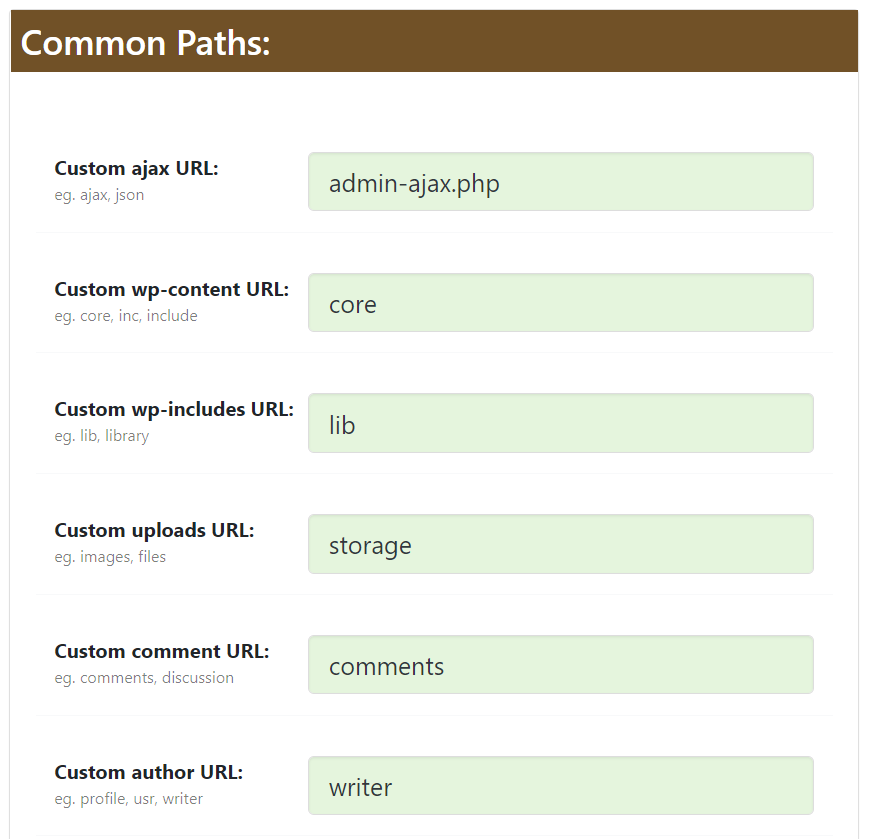 Common Paths:
Custom ajax URL:
eg. ajax, json
admin-ajax.php
Custom wp-content URL:
eg. core, inc, include
core
Custom wp-includes URL:
eg. lib, library
lib
Custom uploads URL:
eg. images, files
storage
Custom comment URL:
eg. comments, discussion
comments
Custom author URL:
eg. profile, usr, writer
writer